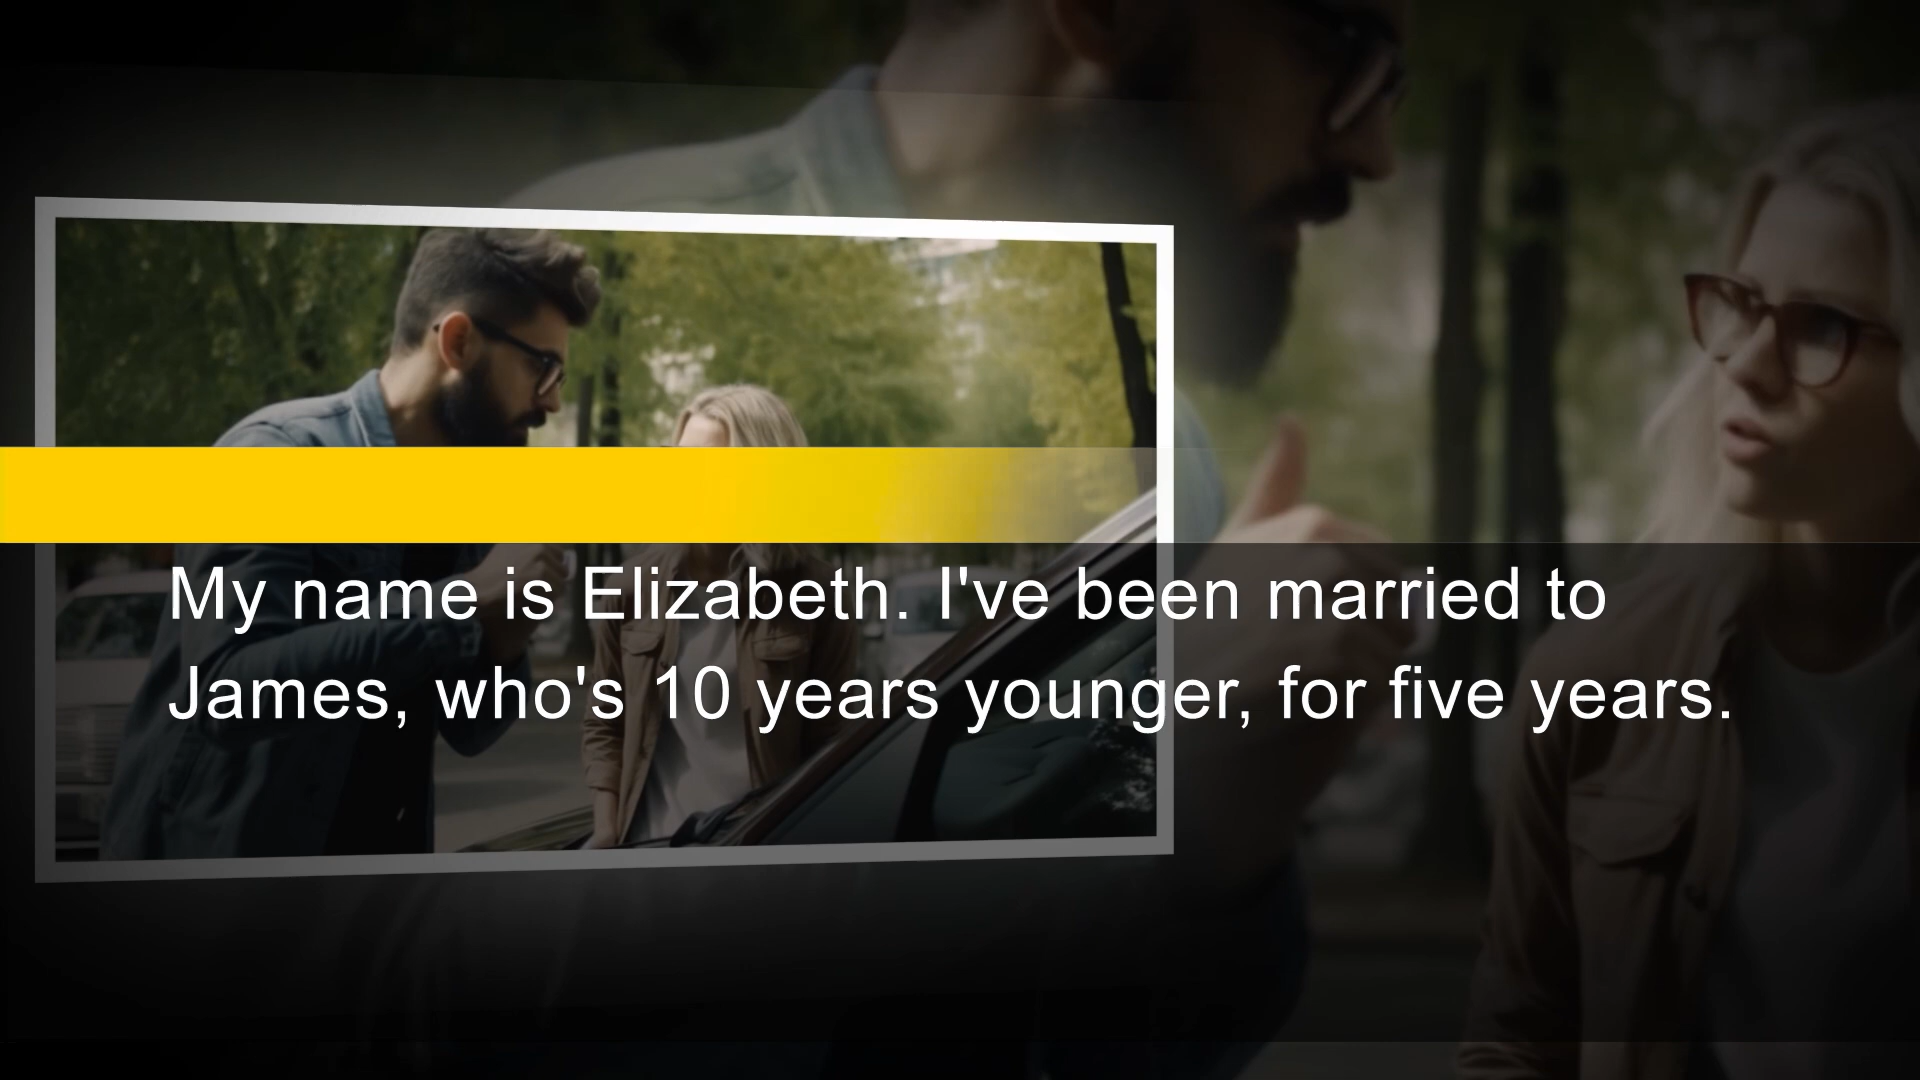 My name is Elizabeth. I've been married to
James, who's 10 years younger, for five years.